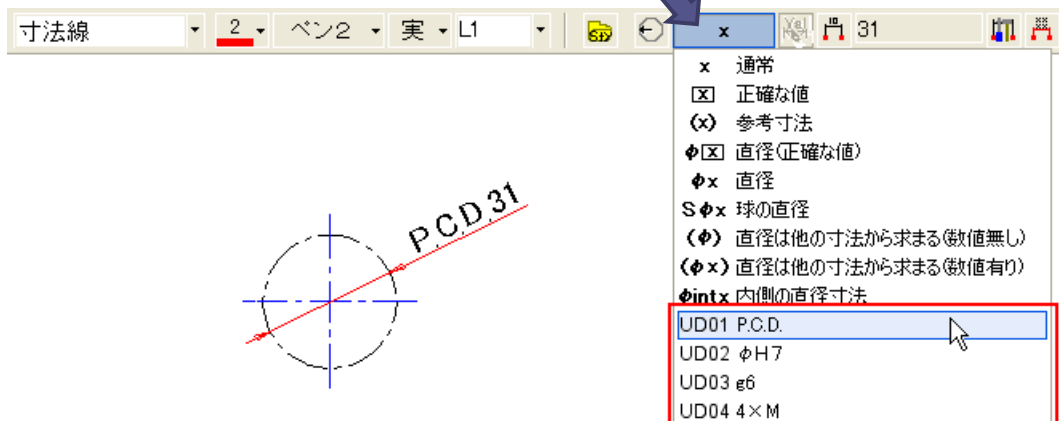 寸法線 2 ペン2 実 L1 x 31
x 通常
x 正確な値
(x) 参考寸法
φx 直径(正確な値)
φx 直径
Sφx 球の直径
(φ) 直径は他の寸法から求まる(数値無し)
(φx) 直径は他の寸法から求まる(数値有り)
φintx 内側の直径寸法
UD01 P.C.D.
UD02 φH7
UD03 g6
UD04 4×M
P.C.D.31